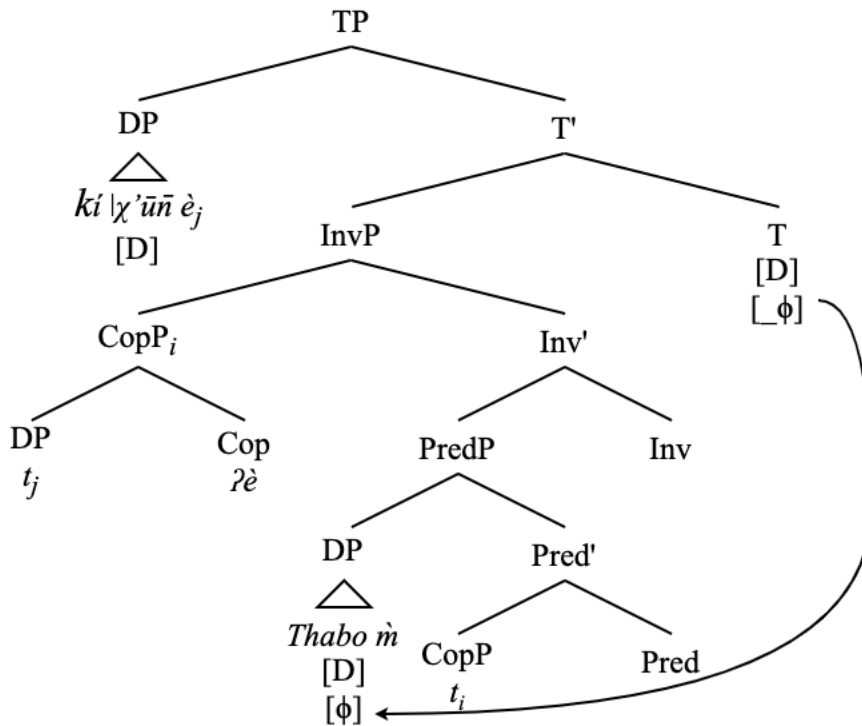 TP
DP T'
kí |χ’ūn̄ èj
[D]
InvP T
[D]
[_ϕ]
CopPi Inv'
DP Cop PredP Inv
tj ʔè
DP Pred'
Thabo m̀ CopP Pred
[D] ti
[ϕ]